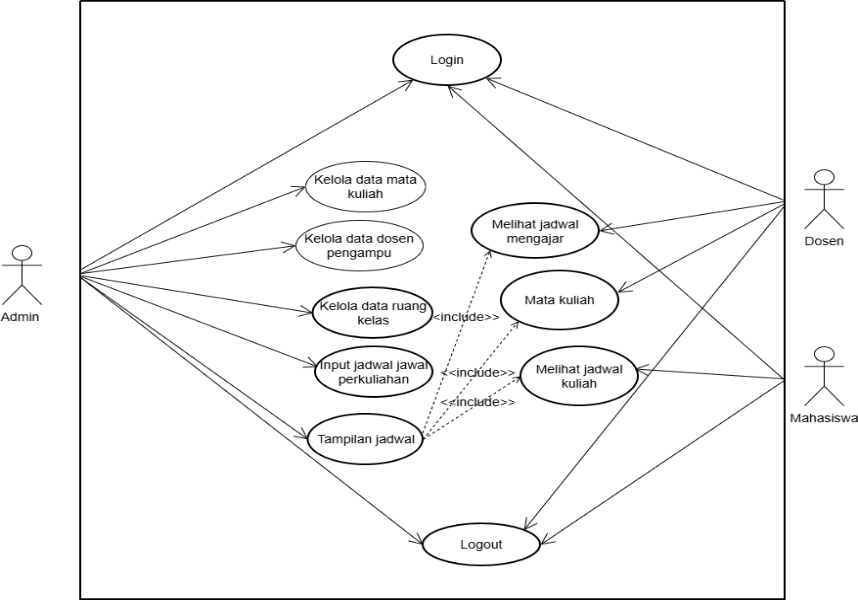 Login
Kelola data mata
kuliah
Kelola data dosen
pengampu
Melihat jadwal
mengajar
Dosen
Admin
Kelola data ruang
kelas
<include>>
Mata kuliah
Input jadwal jawal
perkuliahan
<<include>>
Melihat jadwal
kuliah
<<include>>
Mahasiswa
Tampilan jadwal
Logout